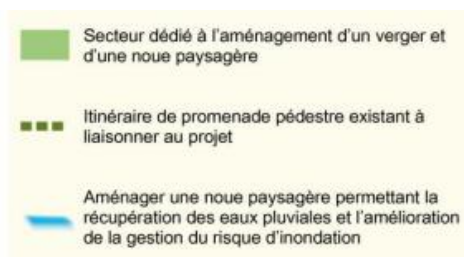 Secteur dédié à l'aménagement d'un verger et
d'une noue paysagère
Itinéraire de promenade pédestre existant à
liaisonner au projet
Aménager une noue paysagère permettant la
récupération des eaux pluviales et l'amélioration
de la gestion du risque d'inondation